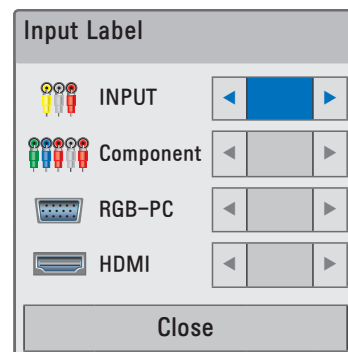 Input Label
INPUT
Component
RGB-PC
HDMI
Close